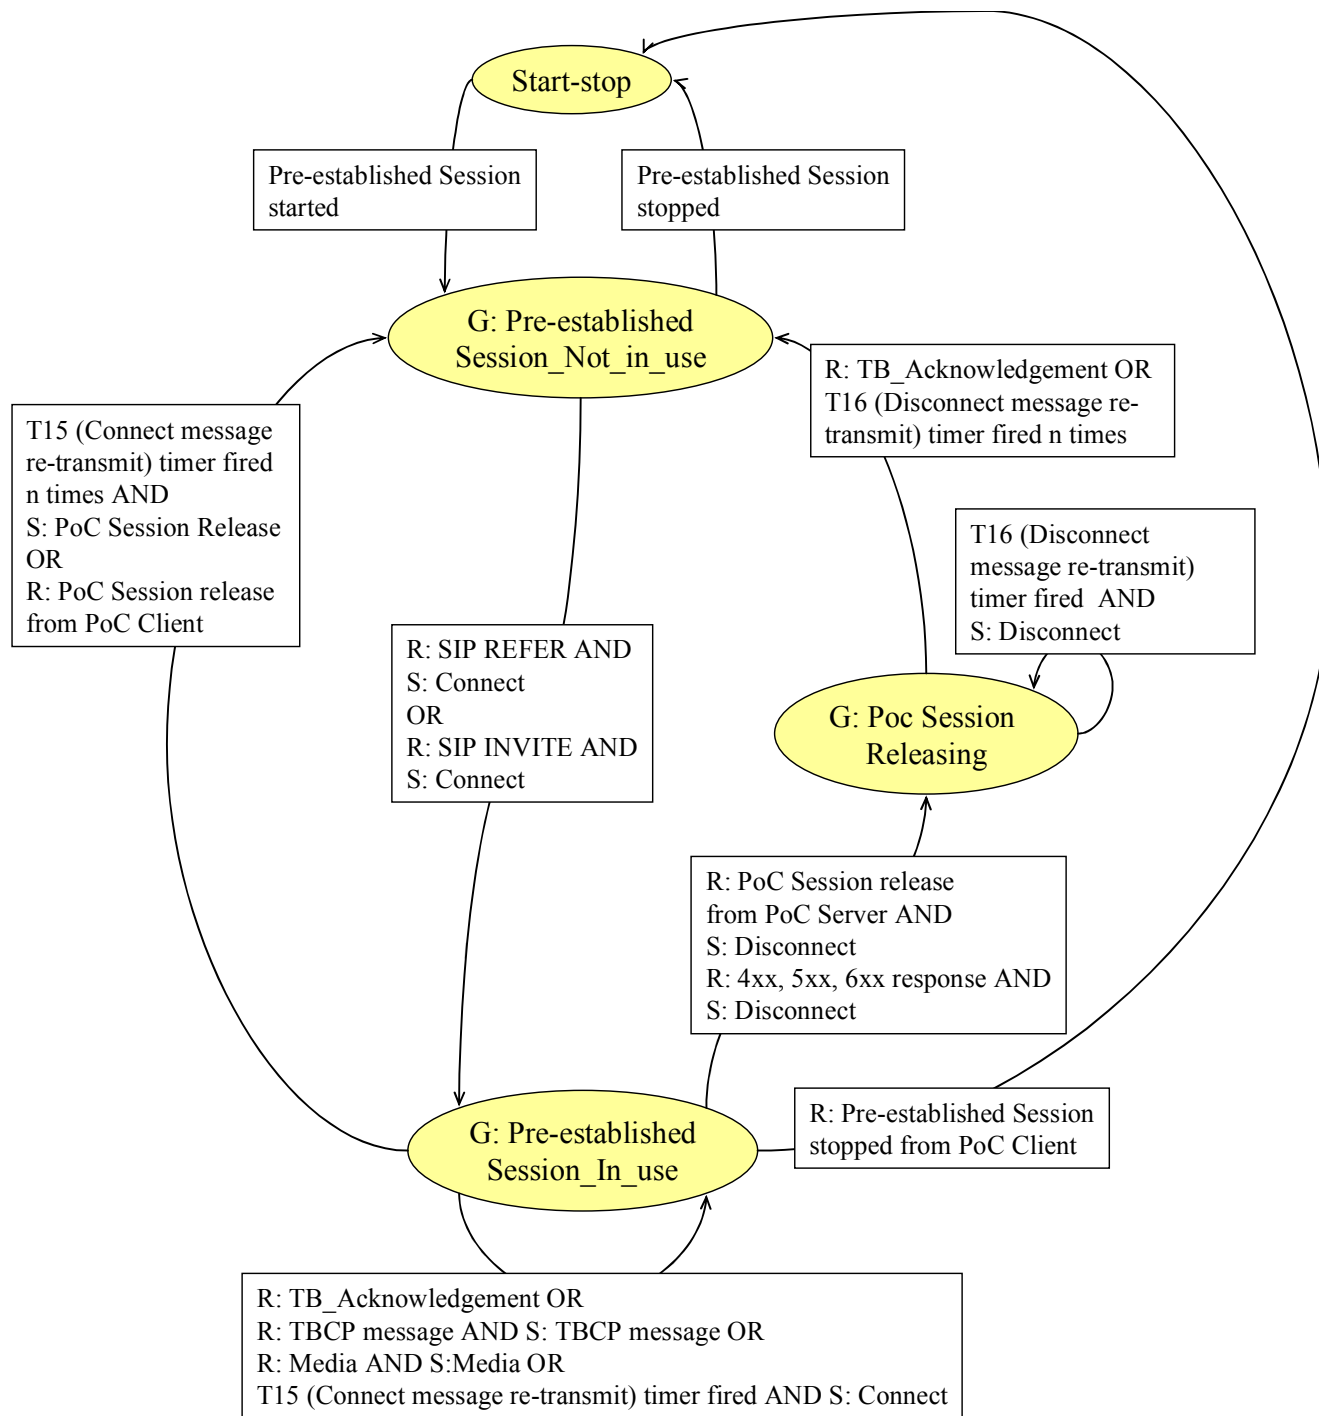 Start-stop
Pre-established Session
started
Pre-established Session
stopped
G: Pre-established
Session_Not_in_use
R: TB_Acknowledgement OR
T16 (Disconnect message re-
transmit) timer fired n times
T15 (Connect message
re-transmit) timer fired
n times AND
S: PoC Session Release
OR
R: PoC Session release
from PoC Client
T16 (Disconnect
message re-transmit)
timer fired  AND
S: Disconnect
R: SIP REFER AND
S: Connect
OR
R: SIP INVITE AND
S: Connect
G: Poc Session
Releasing
R: PoC Session release
from PoC Server AND
S: Disconnect
R: 4xx, 5xx, 6xx response AND
S: Disconnect
R: Pre-established Session
stopped from PoC Client
G: Pre-established
Session_In_use
R: TB_Acknowledgement OR
R: TBCP message AND S: TBCP message OR
R: Media AND S:Media OR
T15 (Connect message re-transmit) timer fired AND S: Connect